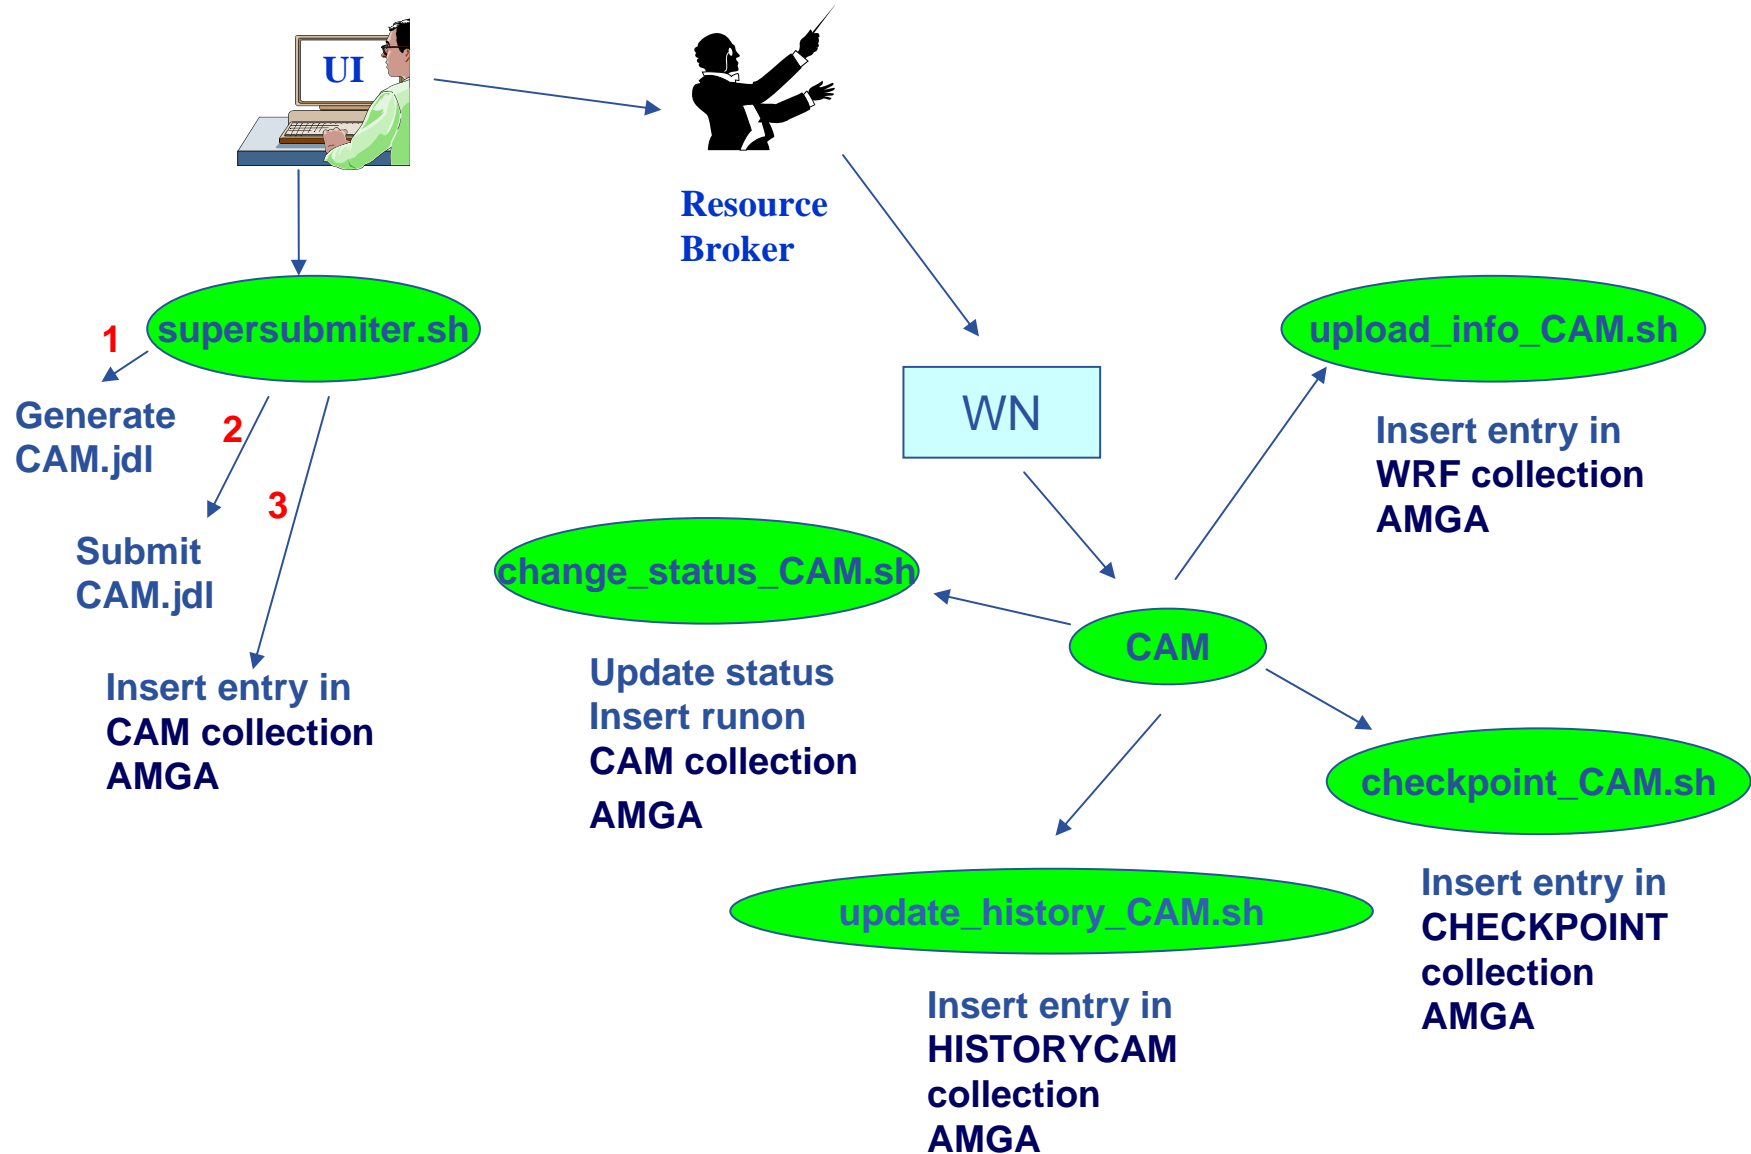 UI
Resource
Broker
supersubmiter.sh
1
Generate
CAM.jdl
2
Submit
CAM.jdl
3
Insert entry in
CAM collection
AMGA
WN
upload_info_CAM.sh
Insert entry in
WRF collection
AMGA
change_status_CAM.sh
Update status
Insert runon
CAM collection
AMGA
CAM
checkpoint_CAM.sh
Insert entry in
CHECKPOINT
collection
AMGA
update_history_CAM.sh
Insert entry in
HISTORYCAM
collection
AMGA